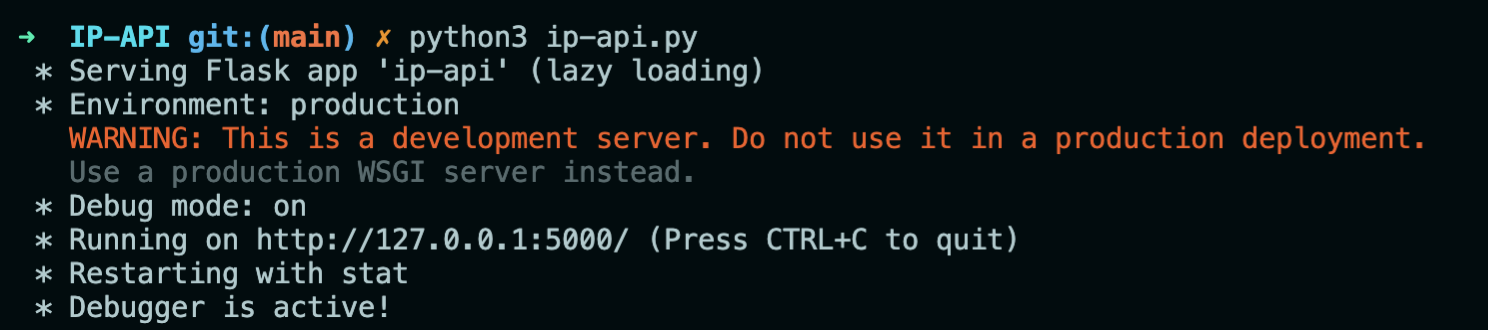 ➜ IP-API git:(main) ✗ python3 ip-api.py
* Serving Flask app 'ip-api' (lazy loading)
* Environment: production
WARNING: This is a development server. Do not use it in a production deployment.
Use a production WSGI server instead.
* Debug mode: on
* Running on http://127.0.0.1:5000/ (Press CTRL+C to quit)
* Restarting with stat
* Debugger is active!